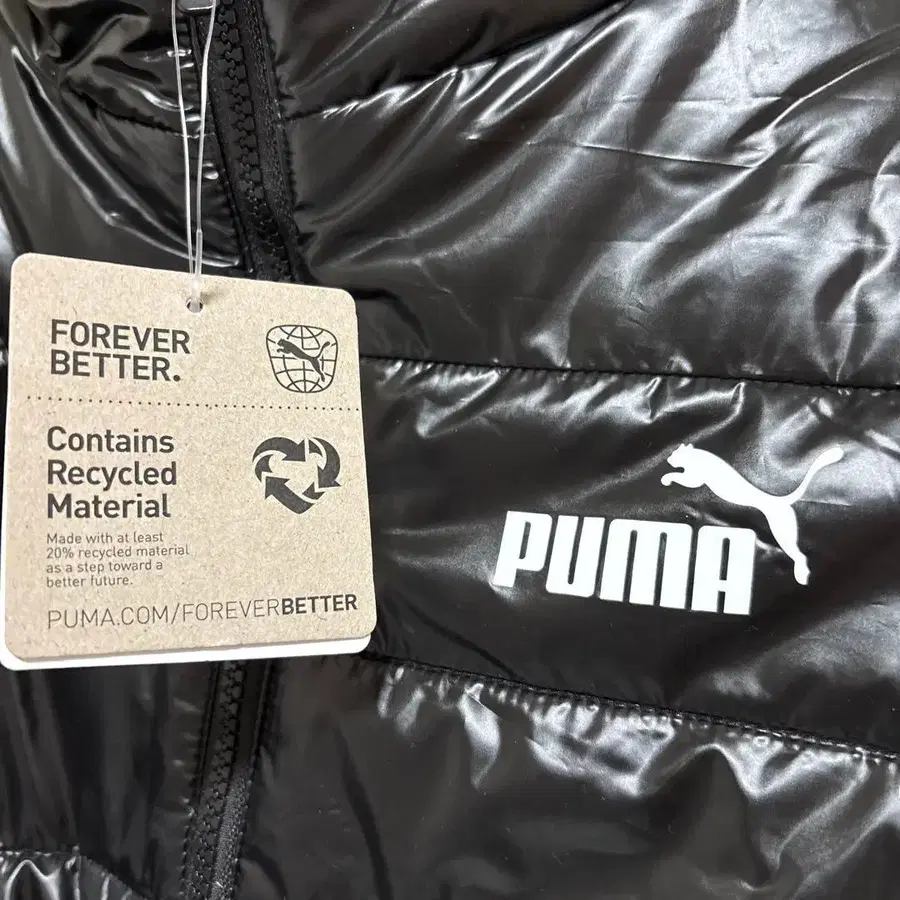 FOREVER
BETTER.
Contains
Recycled
Material
Made with at least
20% recycled material
as a step toward a
better future.
PUMA.COM/FOREVERBETTER
PUMA